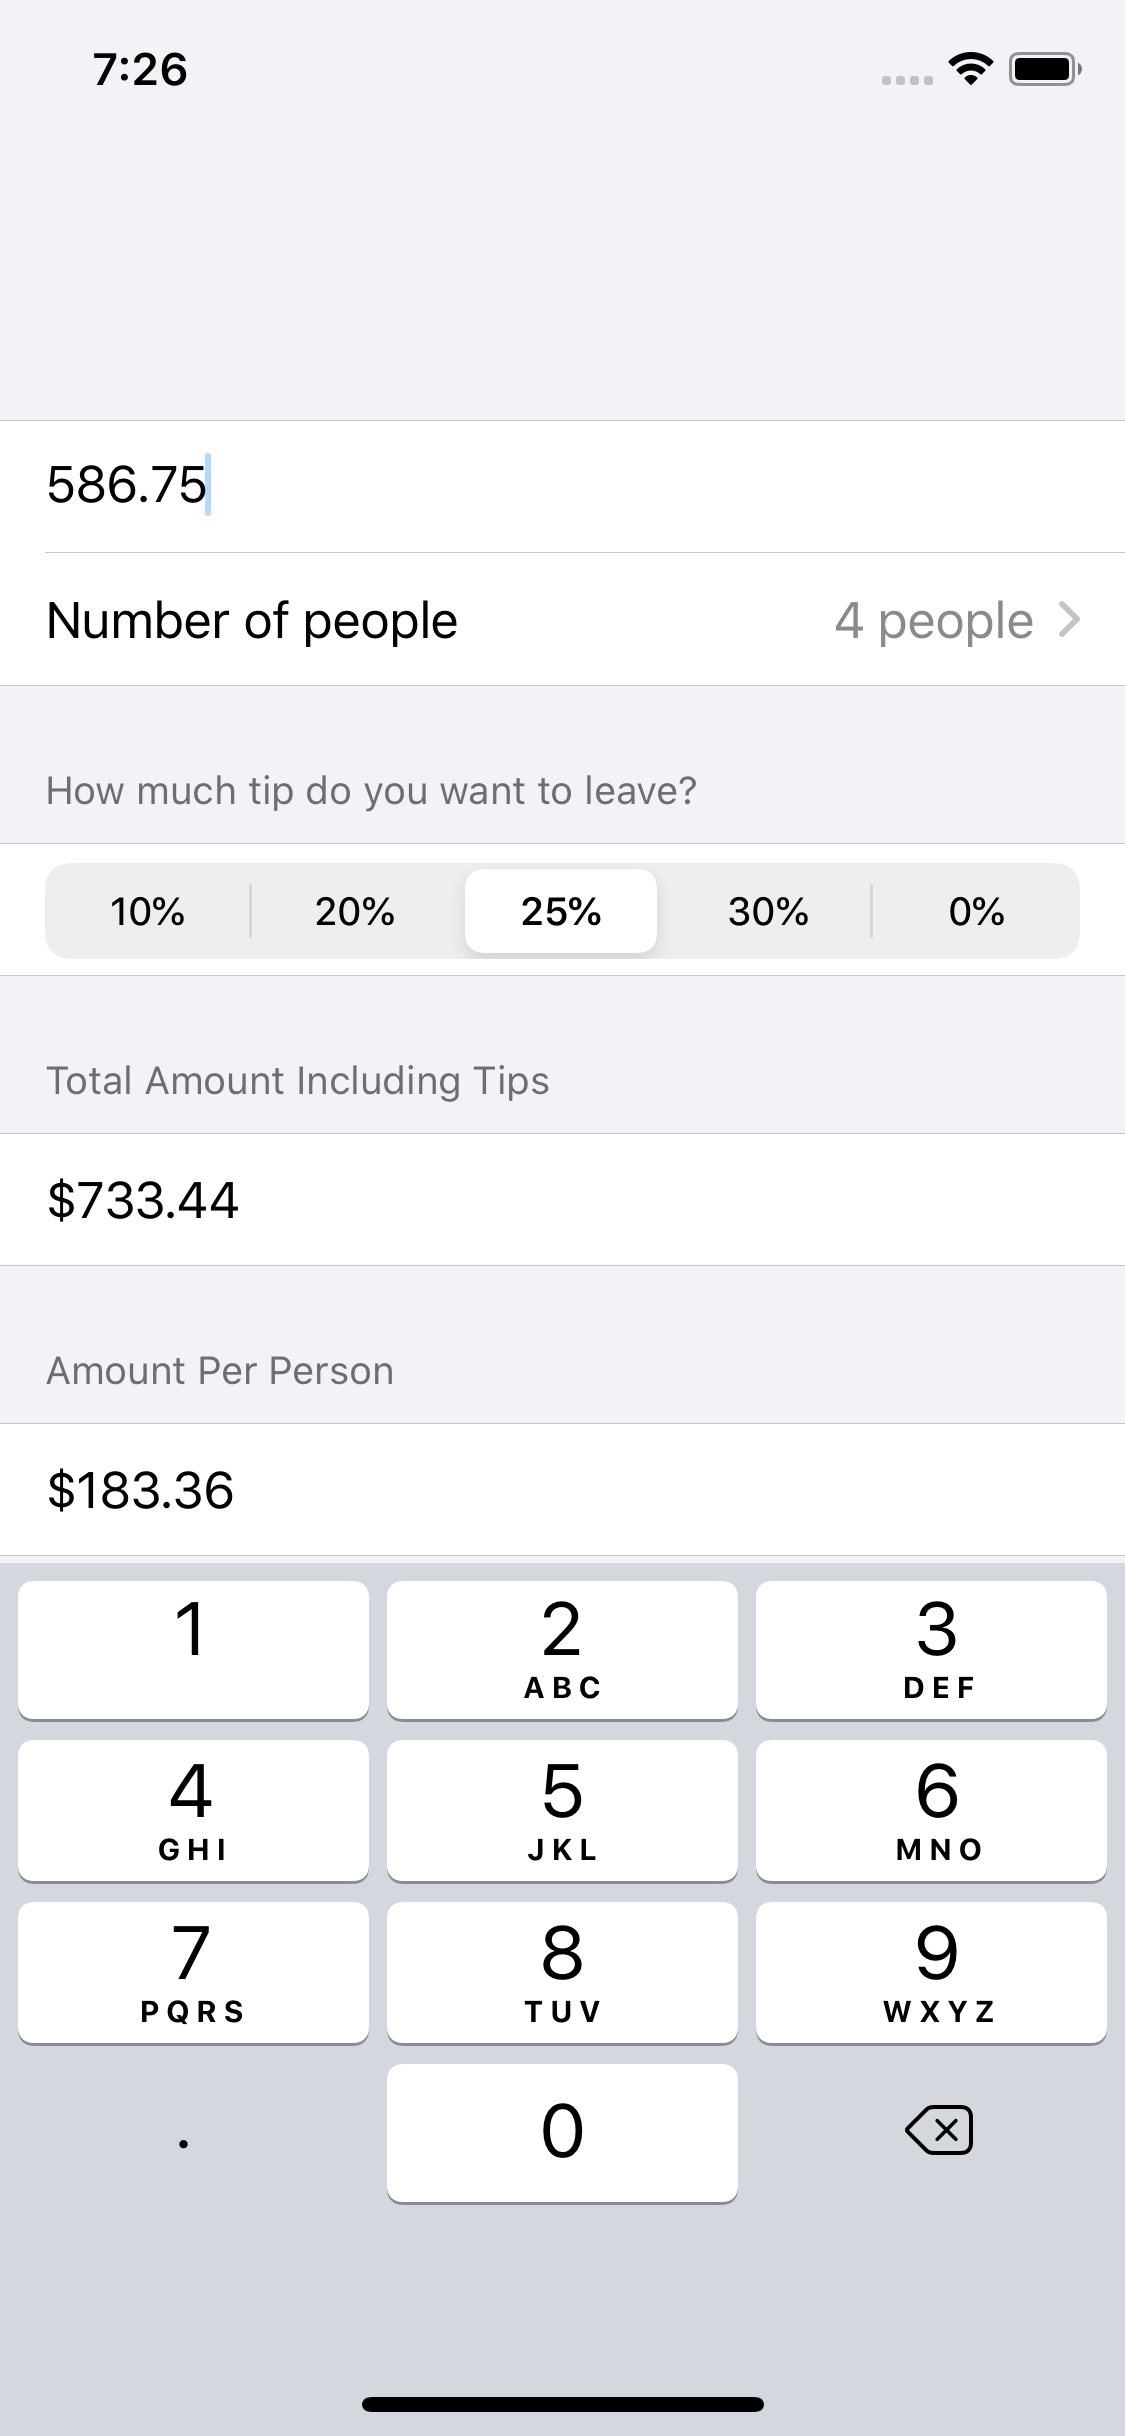 7:26
586.75
Number of people 4 people
How much tip do you want to leave?
10% 20% 25% 30% 0%
Total Amount Including Tips
$733.44
Amount Per Person
$183.36
1 2 3
ABC DEF
4 5 6
GHI JKL MNO
7 8 9
PQRS TUV WXYZ
. 0